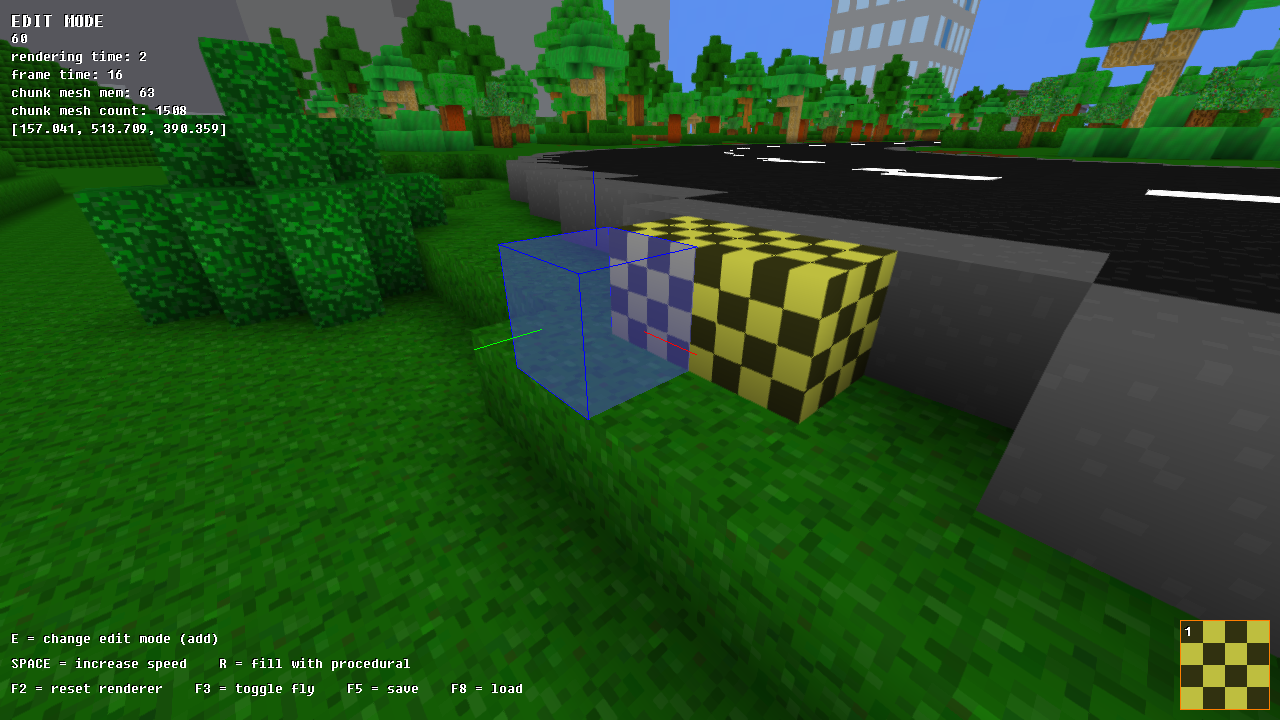 EDIT MODE
60
rendering time: 2
frame time: 16
chunk mesh mem: 63
chunk mesh count: 1508
[157.041, 513.709, 390.359]
E = change edit mode (add)
SPACE = increase speed R = fill with procedural
F2 = reset renderer F3 = toggle fly F5 = save F8 = load
1